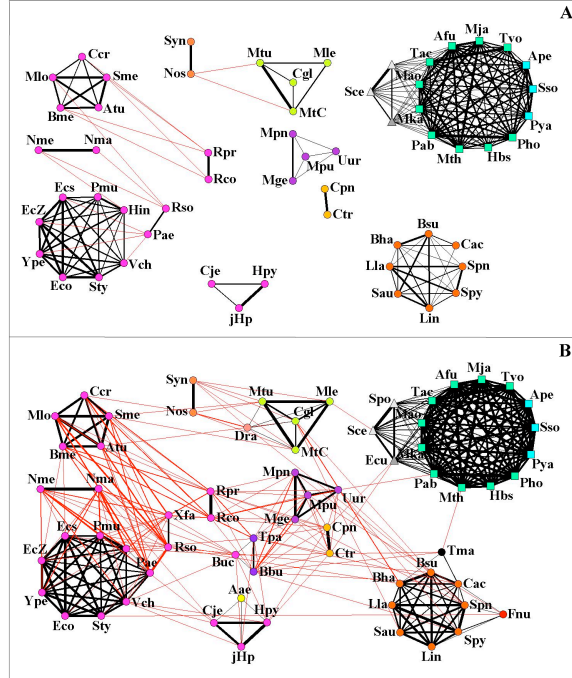 A
Syn
Nos
Mtu
Mle
Cgl
MtC
Ccr
Mlo
Sme
Bme
Atu
Afu
Mja
Tvo
Tac
Ape
Mao
Sso
Sce
Mka
Pya
Pab
Pho
Mth
Hbs
Nme
Nma
Rpr
Rco
Mpn
Uur
Mpu
Mge
Cpn
Ctr
Ecs
Pmu
EcZ
Hin
Rso
Pae
Ype
Vch
Eco
Sty
Cje
Hpy
jHp
Bsu
Bha
Cac
Lla
Spn
Sau
Spy
Lin
B
Syn
Nos
Mtu
Mle
Cgl
Dra
MtC
Ccr
Mlo
Sme
Bme
Atu
Afu
Mja
Tvo
Tac
Spo
Ape
Mao
Sce
Sso
Mka
Ecu
Pya
Pab
Pho
Mth
Hbs
Nme
Nma
Rpr
Rco
Mpn
Uur
Mpu
Mge
Cpn
Ctr
Xfa
Rso
Ecs
Pmu
EcZ
Pae
Ype
Vch
Eco
Sty
Tpa
Buc
Bbu
Aae
Cje
Hpy
jHp
Tma
Bsu
Bha
Cac
Lla
Spn
Fnu
Sau
Spy
Lin